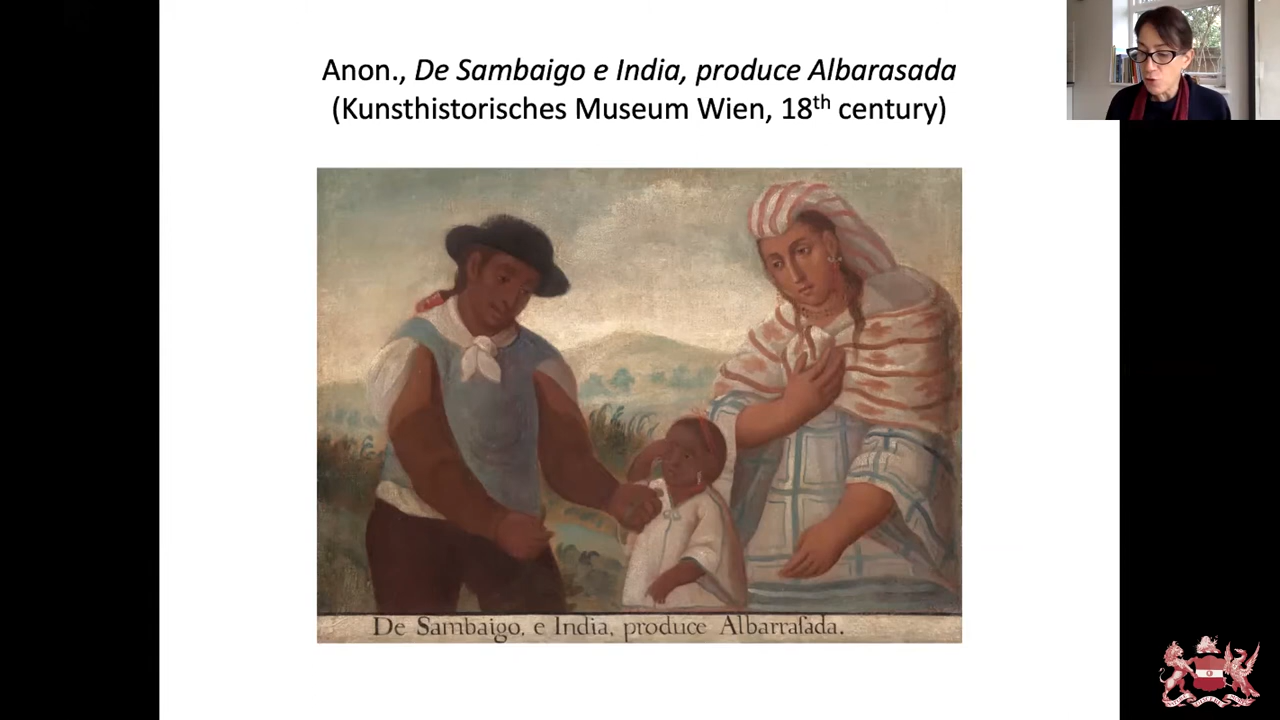 Anon., De Sambaigo e India, produce Albarasada
(Kunsthistorisches Museum Wien, 18th century)
De Sambaigo, e India, produce Albarraſada.